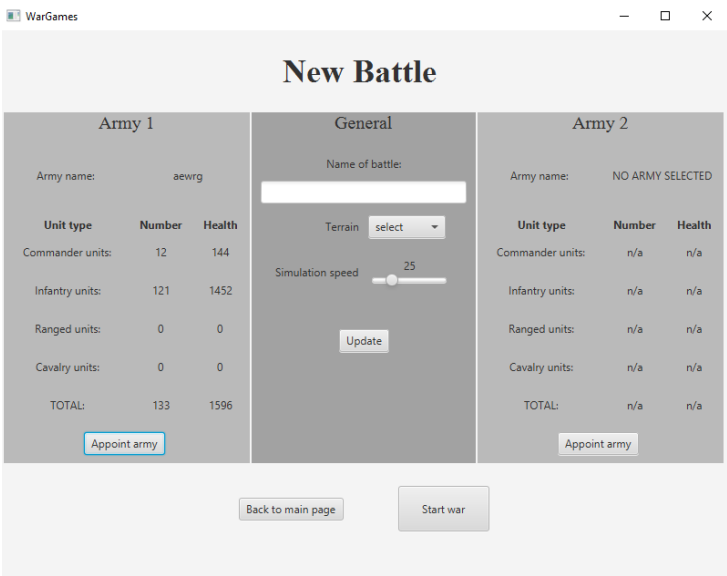 WarGames
New Battle
Army 1
Army name: aewrg
Unit type Number Health
Commander units: 12 144
Infantry units: 121 1452
Ranged units: 0 0
Cavalry units: 0 0
TOTAL: 133 1596
Appoint army
General
Name of battle:
Terrain select
25
Simulation speed
Update
Army 2
Army name: NO ARMY SELECTED
Unit type Number Health
Commander units: n/a n/a
Infantry units: n/a n/a
Ranged units: n/a n/a
Cavalry units: n/a n/a
TOTAL: n/a n/a
Appoint army
Back to main page
Start war